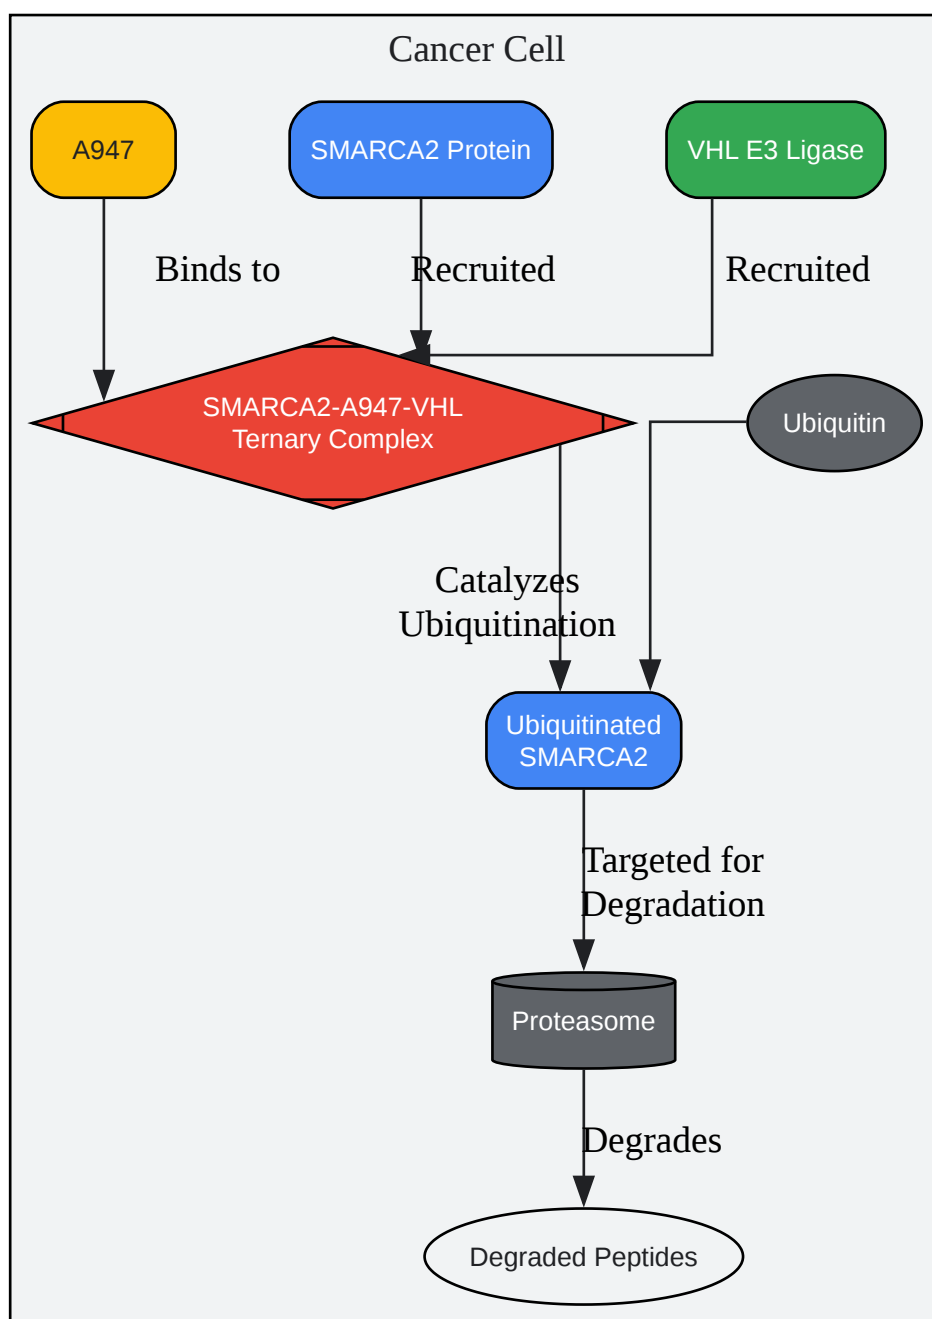 Cancer Cell
A947
SMARCA2 Protein
VHL E3 Ligase
Binds to
Recruited
Recruited
SMARCA2-A947-VHL
Ternary Complex
Ubiquitin
Catalyzes
Ubiquitination
Ubiquitinated
SMARCA2
Targeted for
Degradation
Proteasome
Degrades
Degraded Peptides